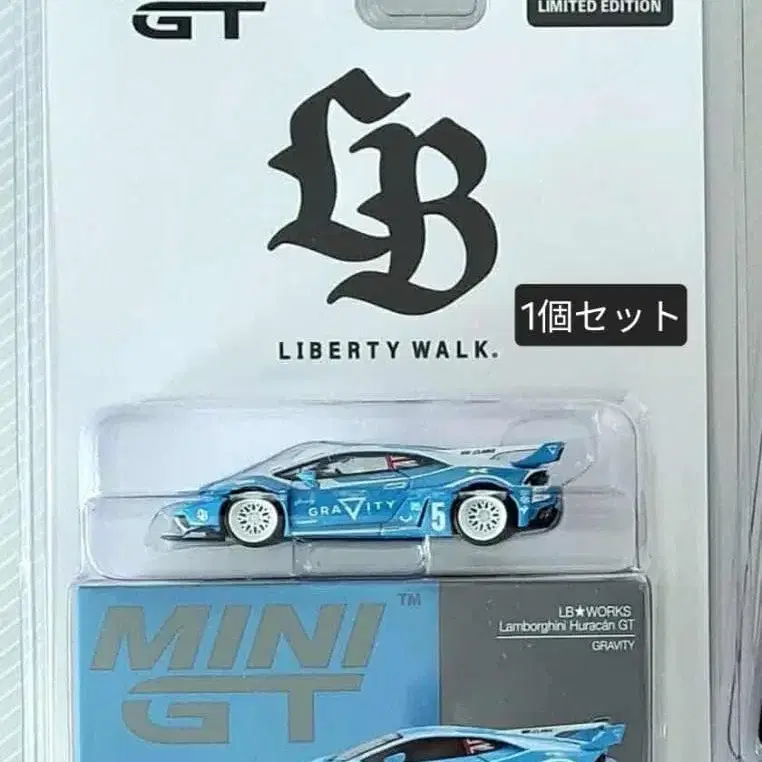 GT
LIMITED EDITION
LB
1個セット
LIBERTY WALK.
GRAVITY
5
MINI GT™
LB★WORKS
Lamborghini Huracán GT
GRAVITY